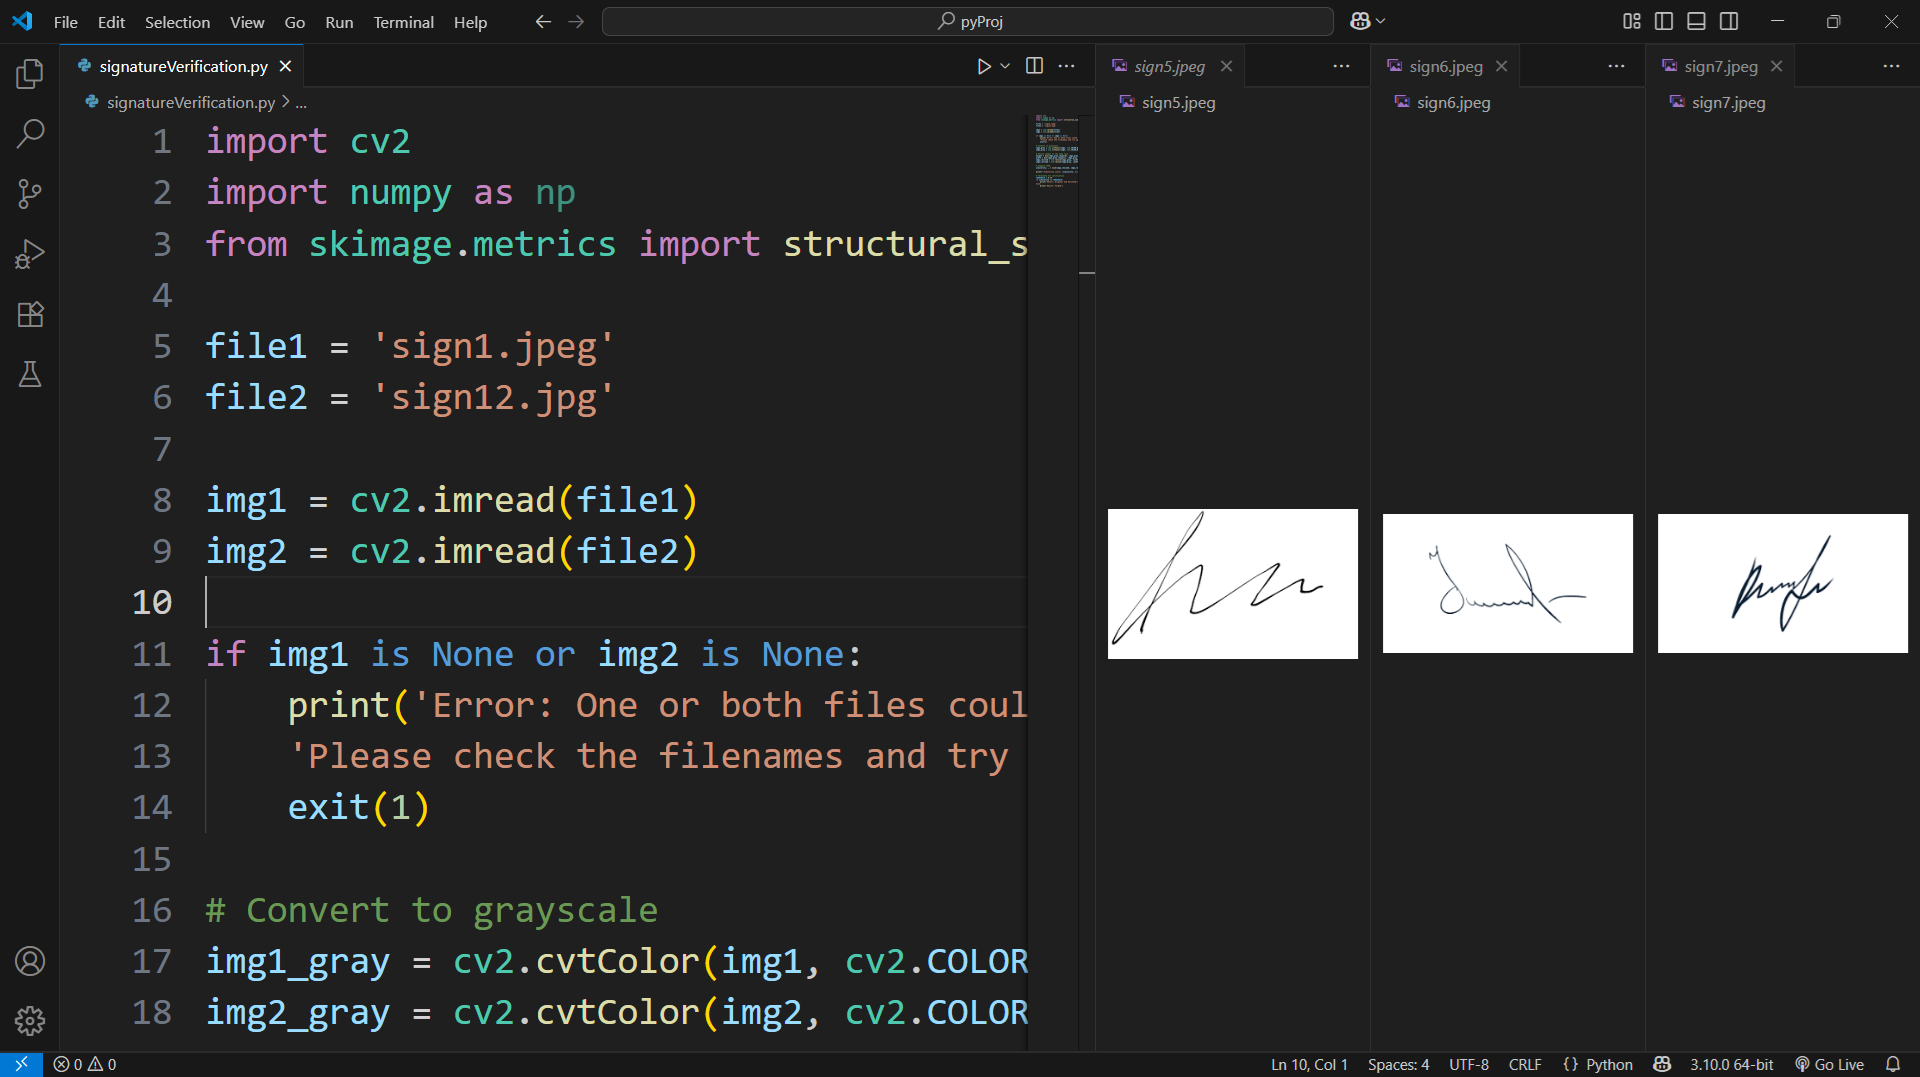 File Edit Selection View Go Run Terminal Help
pyProj
signatureVerification.py
signatureVerification.py > ...
1 import cv2
2 import numpy as np
3 from skimage.metrics import structural_s
4
5 file1 = 'sign1.jpeg'
6 file2 = 'sign12.jpg'
7
8 img1 = cv2.imread(file1)
9 img2 = cv2.imread(file2)
10
11 if img1 is None or img2 is None:
12 print('Error: One or both files coul
13 'Please check the filenames and try
14 exit(1)
15
16 # Convert to grayscale
17 img1_gray = cv2.cvtColor(img1, cv2.COLOR
18 img2_gray = cv2.cvtColor(img2, cv2.COLOR
sign5.jpeg
sign5.jpeg
sign6.jpeg
sign6.jpeg
sign7.jpeg
sign7.jpeg
0 0
Ln 10, Col 1 Spaces: 4 UTF-8 CRLF {} Python 3.10.0 64-bit Go Live